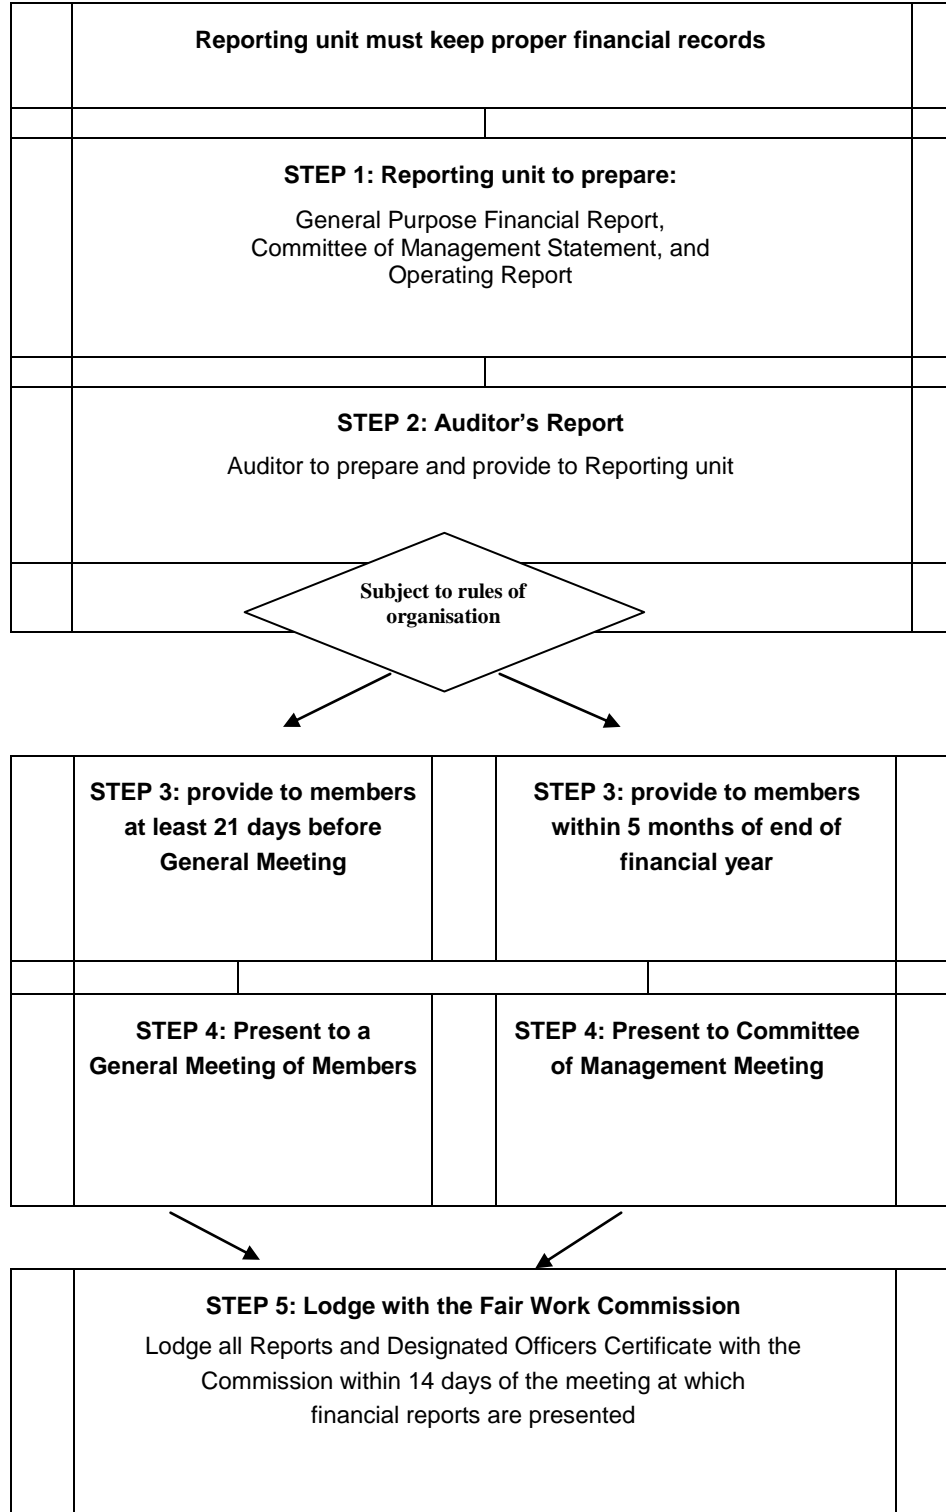 Reporting unit must keep proper financial records
STEP 1: Reporting unit to prepare:
General Purpose Financial Report,
Committee of Management Statement, and
Operating Report
STEP 2: Auditor’s Report
Auditor to prepare and provide to Reporting unit
Subject to rules of
organisation
STEP 3: provide to members
at least 21 days before
General Meeting
STEP 3: provide to members
within 5 months of end of
financial year
STEP 4: Present to a
General Meeting of Members
STEP 4: Present to Committee
of Management Meeting
STEP 5: Lodge with the Fair Work Commission
Lodge all Reports and Designated Officers Certificate with the
Commission within 14 days of the meeting at which
financial reports are presented